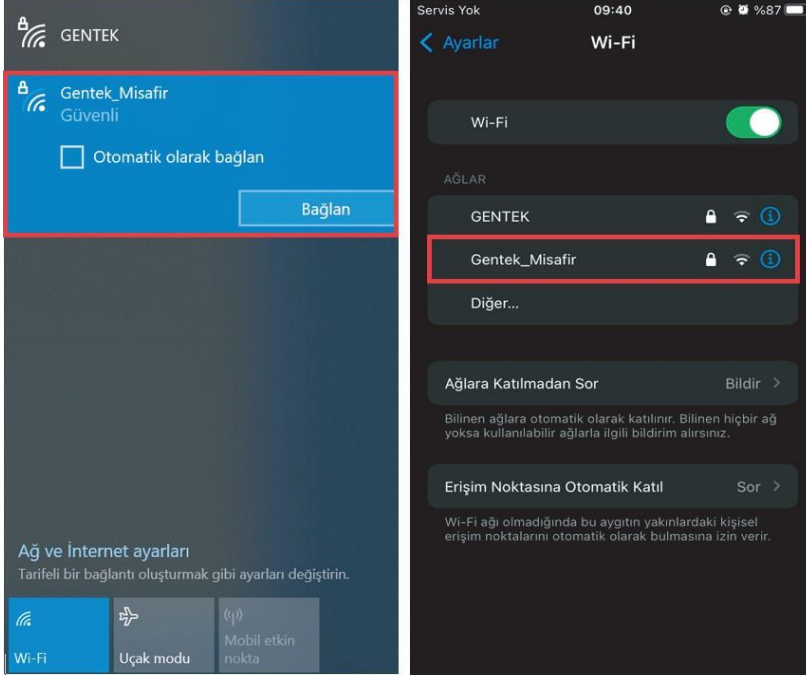 GENTEK
Gentek_Misafir
Güvenli
Otomatik olarak bağlan
Bağlan
Ağ ve İnternet ayarları
Tarifeli bir bağlantı oluşturmak gibi ayarları değiştirin.
Wi-Fi
Uçak modu
Mobil etkin
nokta
Servis Yok
09:40
%87
Ayarlar
Wi-Fi
Wi-Fi
AĞLAR
GENTEK
Gentek_Misafir
Diğer...
Ağlara Katılmadan Sor
Bildir
Bilinen ağlara otomatik olarak katılınır. Bilinen hiçbir ağ
yoksa kullanılabilir ağlarla ilgili bildirim alırsınız.
Erişim Noktasına Otomatik Katıl
Sor
Wi-Fi ağı olmadığında bu aygıtın yakınlardaki kişisel
erişim noktalarını otomatik olarak bulmasına izin verir.